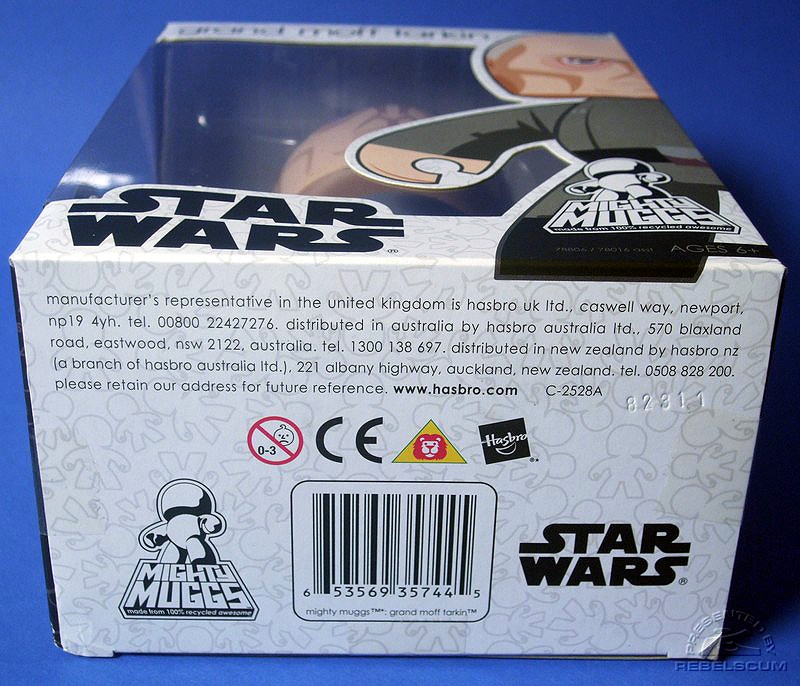 grand moff tarkin
STAR
WARS®
MIGHTY
MUGGS
made from 100% recycled awesome
AGES 6+
manufacturer's representative in the united kingdom is hasbro uk ltd., caswell way, newport,
np19 4yh. tel. 00800 22427276. distributed in australia by hasbro australia ltd., 570 blaxland
road, eastwood, nsw 2122, australia. tel. 1300 138 697. distributed in new zealand by hasbro nz
(a branch of hasbro australia ltd.), 221 albany highway, auckland, new zealand. tel. 0508 828 200.
please retain our address for future reference. www.hasbro.com C-2528A
82311
0-3 CE Hasbro
MIGHTY
MUGGS
made from 100% recycled awesome
6 53569 35744 5
mighty muggs™*: grand moff tarkin™
STAR
WARS®
PRESENTED BY
REBELSCUM